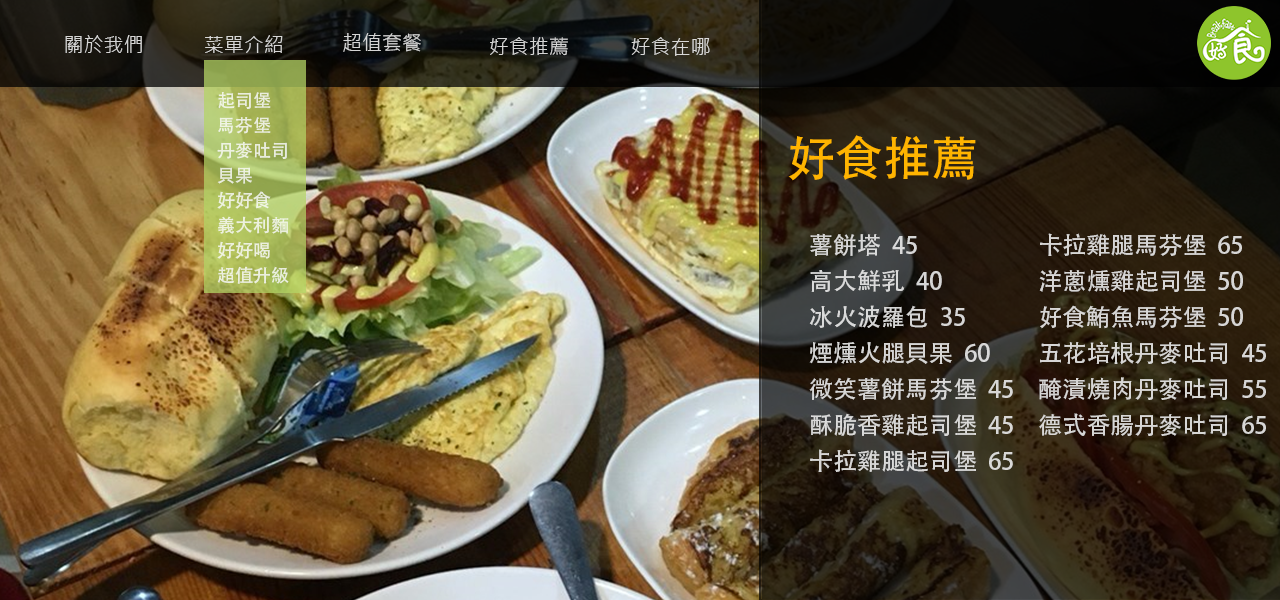 關於我們
菜單介紹
超值套餐
好食推薦
好食在哪
好食
起司堡
馬芬堡
丹麥吐司
貝果
好好食
義大利麵
好好喝
超值升級
好食推薦
薯餅塔 45
高大鮮乳 40
冰火波羅包 35
煙燻火腿貝果 60
微笑薯餅馬芬堡 45
酥脆香雞起司堡 45
卡拉雞腿起司堡 65
卡拉雞腿馬芬堡 65
洋蔥燻雞起司堡 50
好食鮪魚馬芬堡 50
五花培根丹麥吐司 45
醃漬燒肉丹麥吐司 55
德式香腸丹麥吐司 65